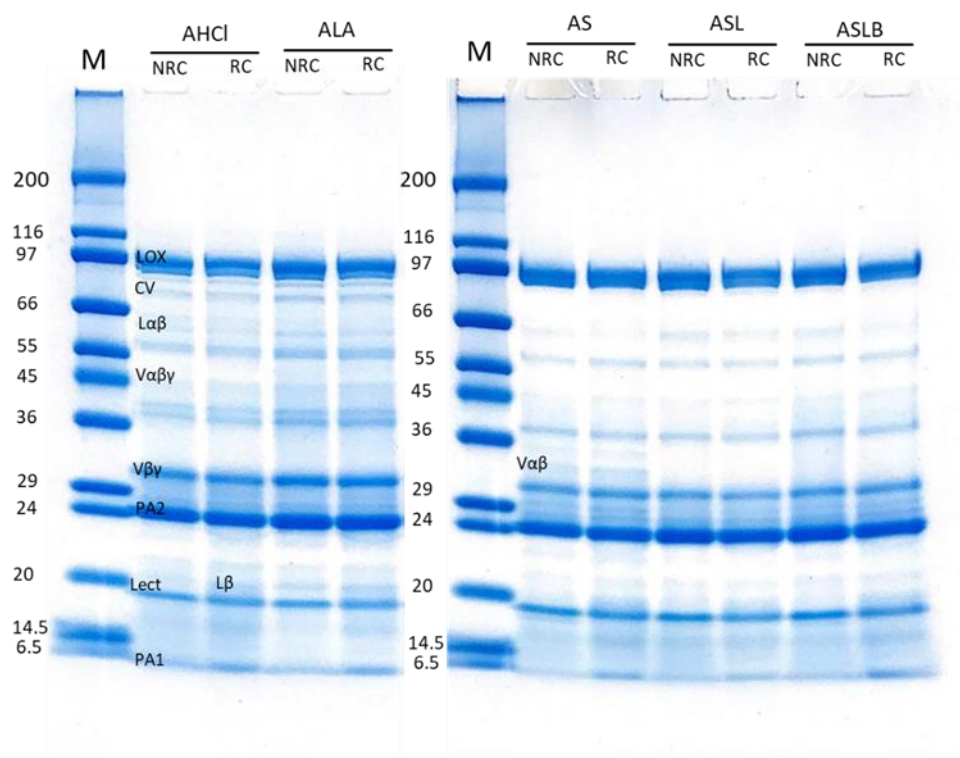 AHCl ALA
M NRC RC NRC RC
200
116
97
66
55
45
36
29
24
20
14.5
6.5
LOX
CV
Lαβ
Vαβγ
Vβγ
PA2
Lect Lβ
PA1
AS ASL ASLB
M NRC RC NRC RC NRC RC
200
116
97
66
55
45
36
29
24
20
14.5
6.5
Vαβ